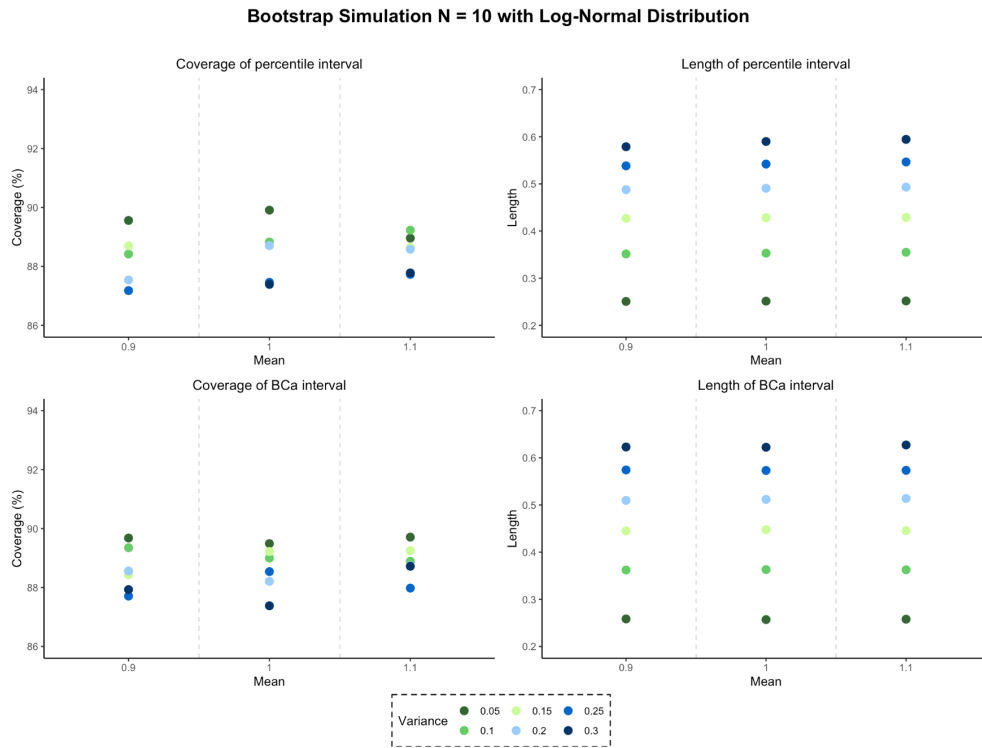 Bootstrap Simulation N = 10 with Log-Normal Distribution
Coverage of percentile interval
Coverage (%)
94
92
90
88
86
0.9 1 1.1
Mean
Length of percentile interval
Length
0.7
0.6
0.5
0.4
0.3
0.2
0.9 1 1.1
Mean
Coverage of BCa interval
Coverage (%)
94
92
90
88
86
0.9 1 1.1
Mean
Length of BCa interval
Length
0.7
0.6
0.5
0.4
0.3
0.2
0.9 1 1.1
Mean
Variance
0.05 0.15 0.25
0.1 0.2 0.3